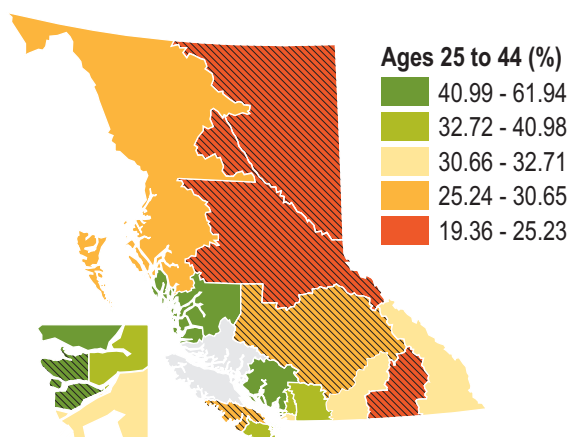 Ages 25 to 44 (%)
40.99 - 61.94
32.72 - 40.98
30.66 - 32.71
25.24 - 30.65
19.36 - 25.23